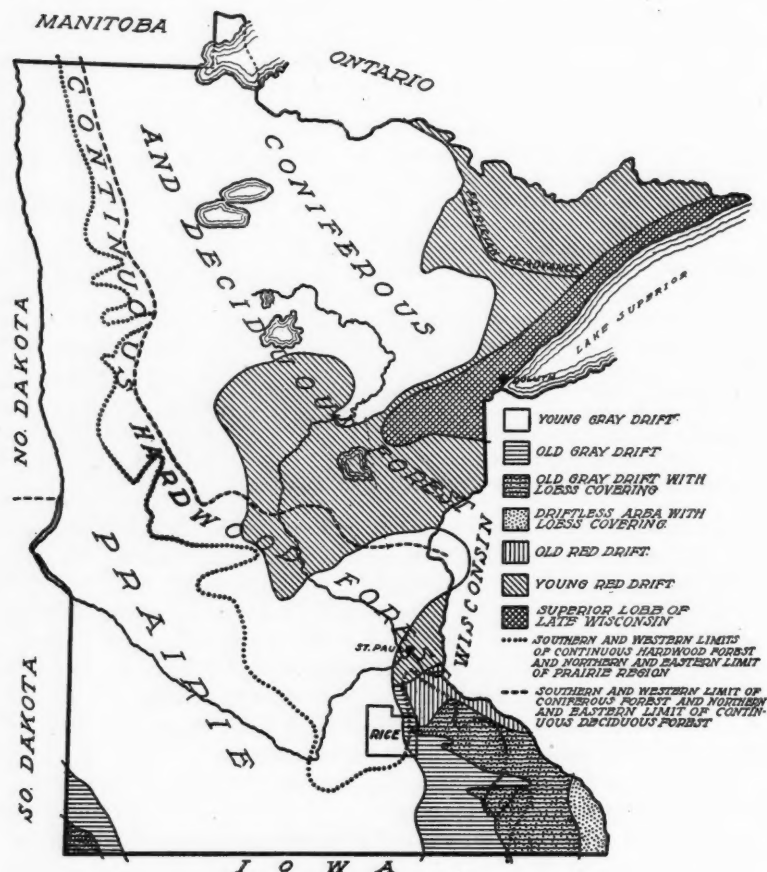 MANITOBA
ONTARIO
CONTINUOUS HARDWOOD FOREST
CONIFEROUS
AND DECIDUOUS FOREST
PATRICIAN READVANCE
LAKE SUPERIOR
DULUTH
NO. DAKOTA
PRAIRIE
WISCONSIN
ST. PAUL
RICE
SO. DAKOTA
IOWA
YOUNG GRAY DRIFT
OLD GRAY DRIFT
OLD GRAY DRIFT WITH
LOESS COVERING
DRIFTLESS AREA WITH
LOESS COVERING
OLD RED DRIFT
YOUNG RED DRIFT
SUPERIOR LOBE OF
LATE WISCONSIN
SOUTHERN AND WESTERN LIMITS
OF CONTINUOUS HARDWOOD FOREST
AND NORTHERN AND EASTERN LIMIT
OF PRAIRIE REGION
SOUTHERN AND WESTERN LIMIT OF
CONIFEROUS FOREST AND NORTHERN
AND EASTERN LIMIT OF CONTIN-
UOUS DECIDUOUS FOREST